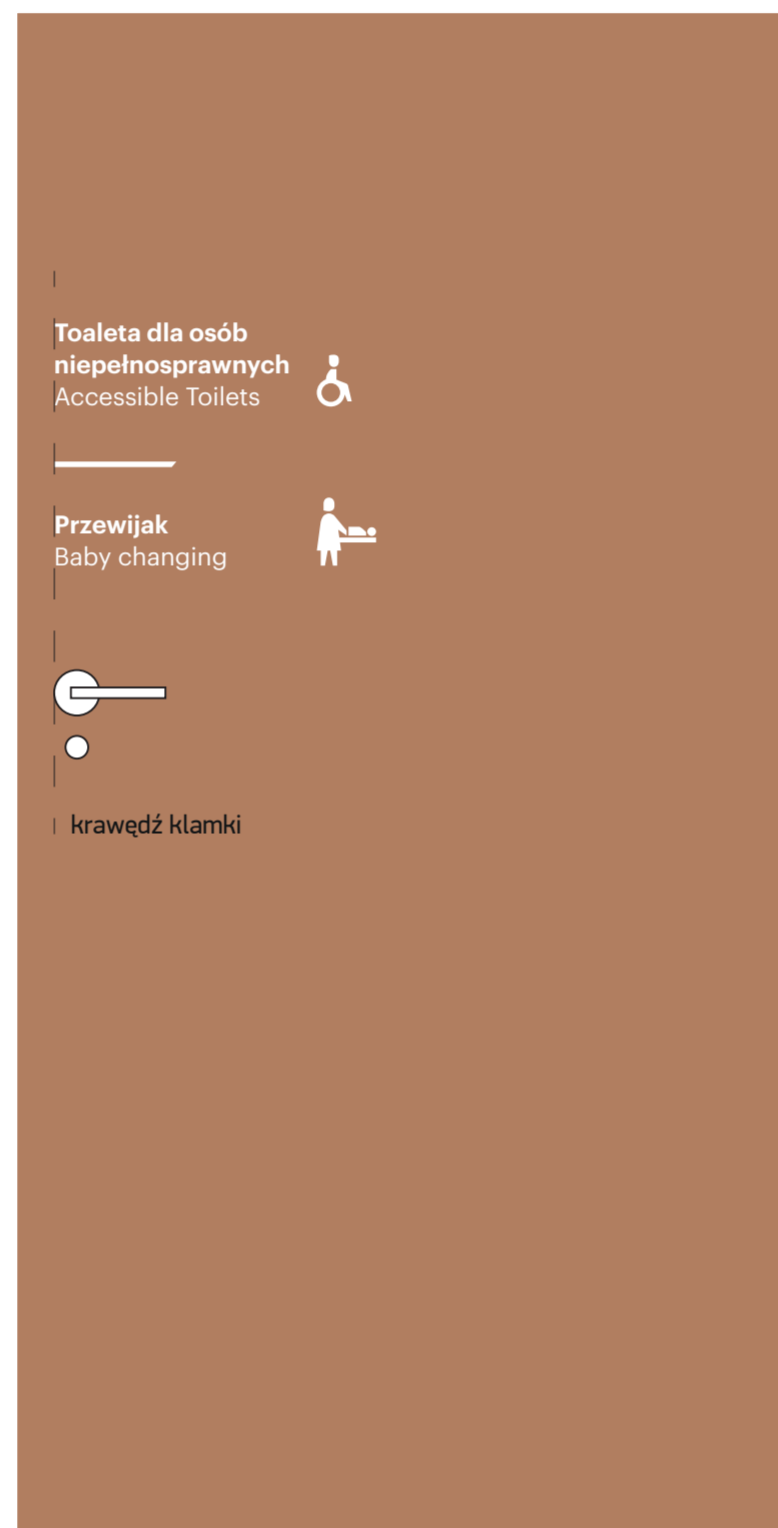 Toaleta dla osób
niepełnosprawnych
Accessible Toilets
Przewijak
Baby changing
krawędź klamki